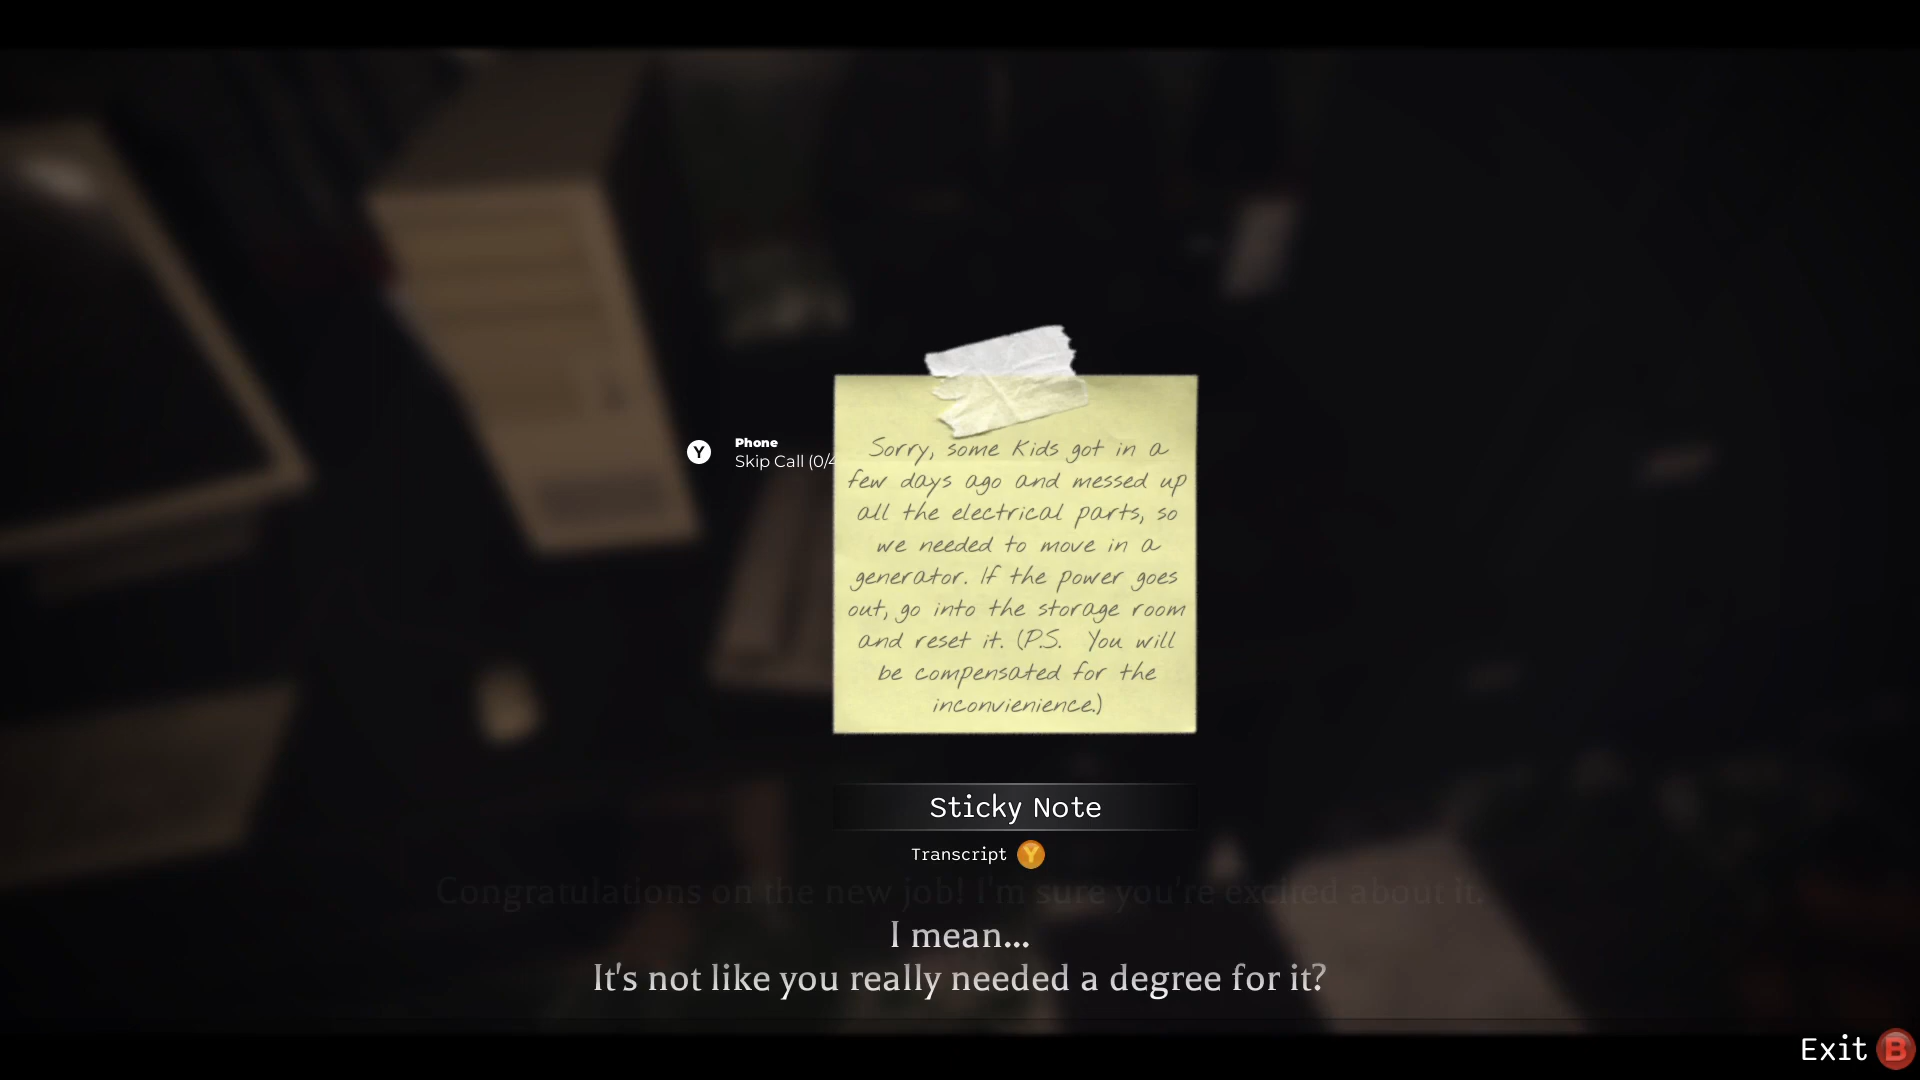 Phone
Skip Call (0/4
Sorry, some Kids got in a
few days ago and messed up
all the electrical parts, so
we needed to move in a
generator. If the power goes
out, go into the storage room
and reset it. (P.S. You will
be compensated for the
inconvienience.)
Sticky Note
Transcript Y
Congratulations on the new job! I'm sure you're excited about it.
I mean...
It's not like you really needed a degree for it?
Exit B